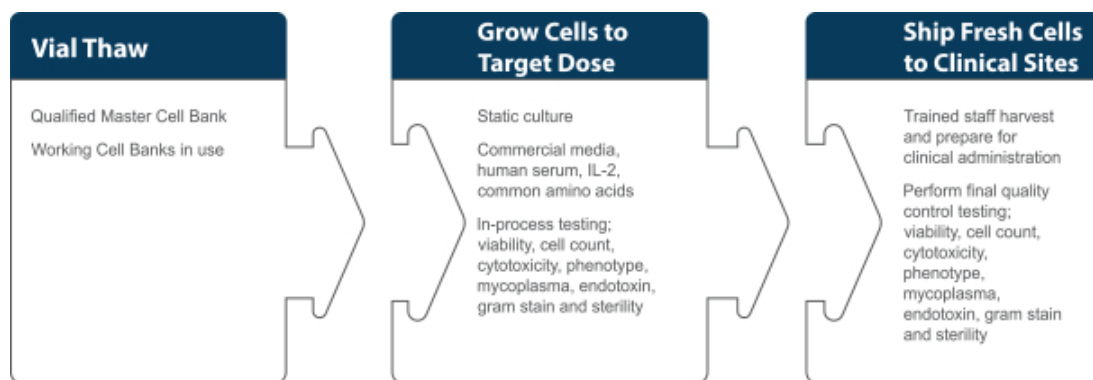 Vial Thaw
Qualified Master Cell Bank
Working Cell Banks in use
Grow Cells to
Target Dose
Static culture
Commercial media,
human serum, IL-2,
common amino acids
In-process testing;
viability, cell count,
cytotoxicity, phenotype,
mycoplasma, endotoxin,
gram stain and sterility
Ship Fresh Cells
to Clinical Sites
Trained staff harvest
and prepare for
clinical administration
Perform final quality
control testing;
viability, cell count,
cytotoxicity,
phenotype,
mycoplasma,
endotoxin, gram stain
and sterility